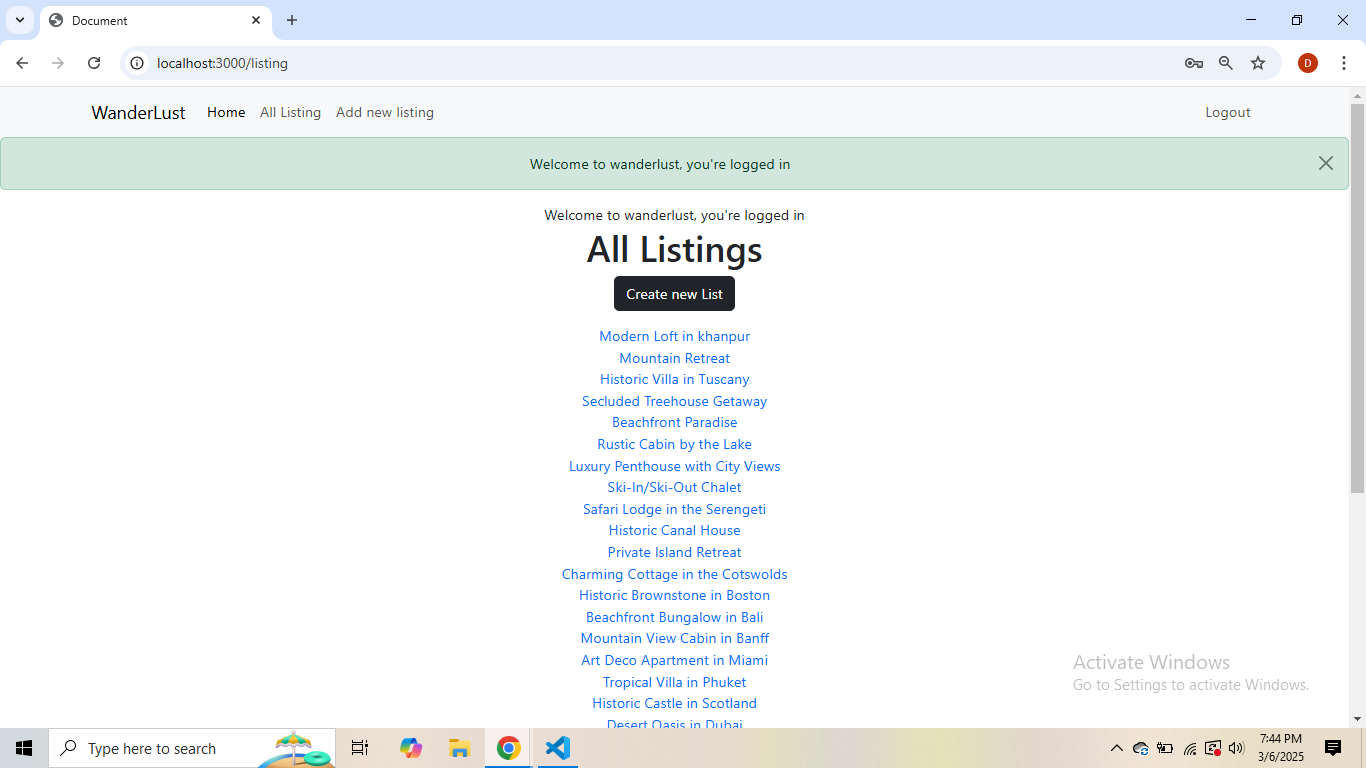 Document
localhost:3000/listing
D
WanderLust Home All Listing Add new listing Logout
Welcome to wanderlust, you're logged in
Welcome to wanderlust, you're logged in
All Listings
Create new List
Modern Loft in khanpur
Mountain Retreat
Historic Villa in Tuscany
Secluded Treehouse Getaway
Beachfront Paradise
Rustic Cabin by the Lake
Luxury Penthouse with City Views
Ski-In/Ski-Out Chalet
Safari Lodge in the Serengeti
Historic Canal House
Private Island Retreat
Charming Cottage in the Cotswolds
Historic Brownstone in Boston
Beachfront Bungalow in Bali
Mountain View Cabin in Banff
Art Deco Apartment in Miami
Tropical Villa in Phuket
Historic Castle in Scotland
Desert Oasis in Dubai
Activate Windows
Go to Settings to activate Windows.
Type here to search
7:44 PM
3/6/2025